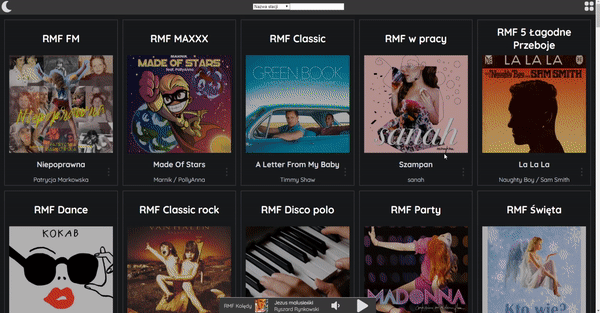 Nazwa stacji
RMF FM
RMF MAXXX
RMF Classic
RMF w pracy
RMF 5 Łagodne
Przeboje
Niepoprawna
MADE OF STARS
feat. PollyAnna
GREEN BOOK
sanah
LA LA LA
Naughty Boy
SAM SMITH
Niepoprawna
Made Of Stars
A Letter From My Baby
Szampan
La La La
Patrycja Markowska
Marnik / PollyAnna
Timmy Shaw
sanah
Naughty Boy / Sam Smith
RMF Dance
RMF Classic rock
RMF Disco polo
RMF Party
RMF Święta
KOKAB
VAN HALEN
MADONNA
Kto wie?
RMF Kolędy
Jezus malusieńki
Ryszard Rynkowski